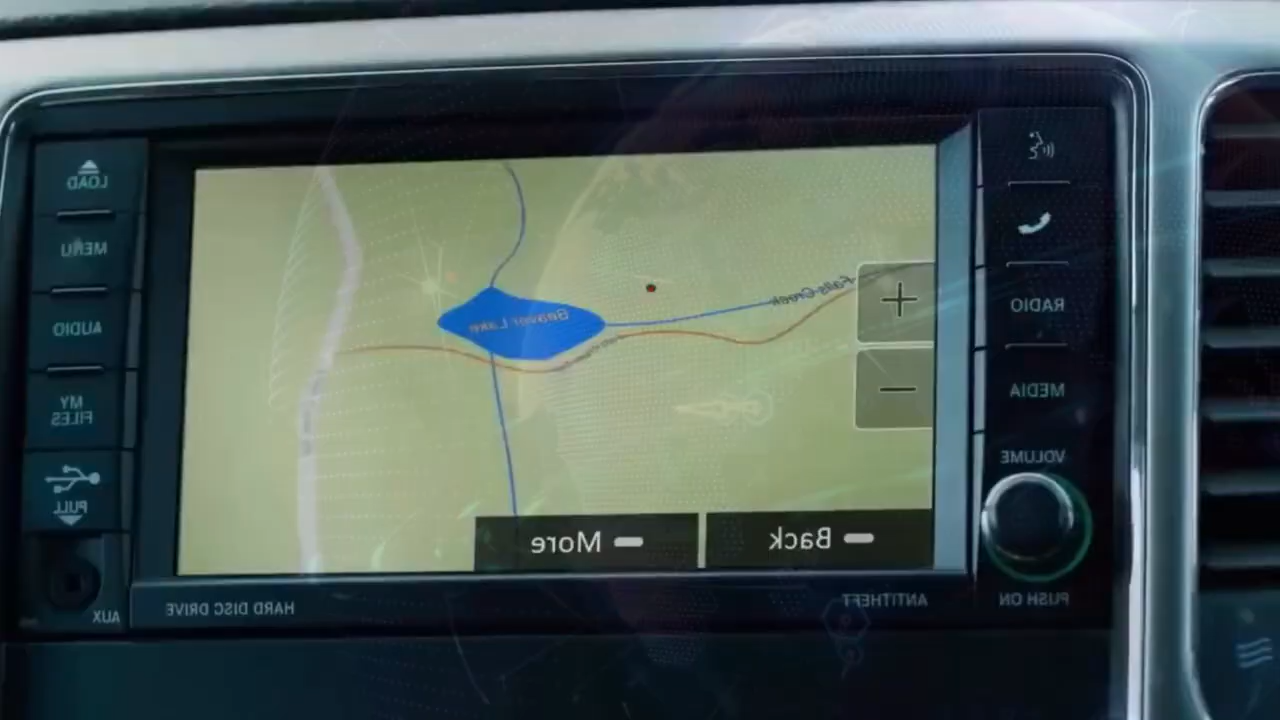 LOAD
MENU
AUDIO
MY
FILES
PULL
AUX
Beaver Lake
Falls Creek
More
Back
HARD DISC DRIVE
ANTITHEFT
RADIO
MEDIA
VOLUME
PUSH ON